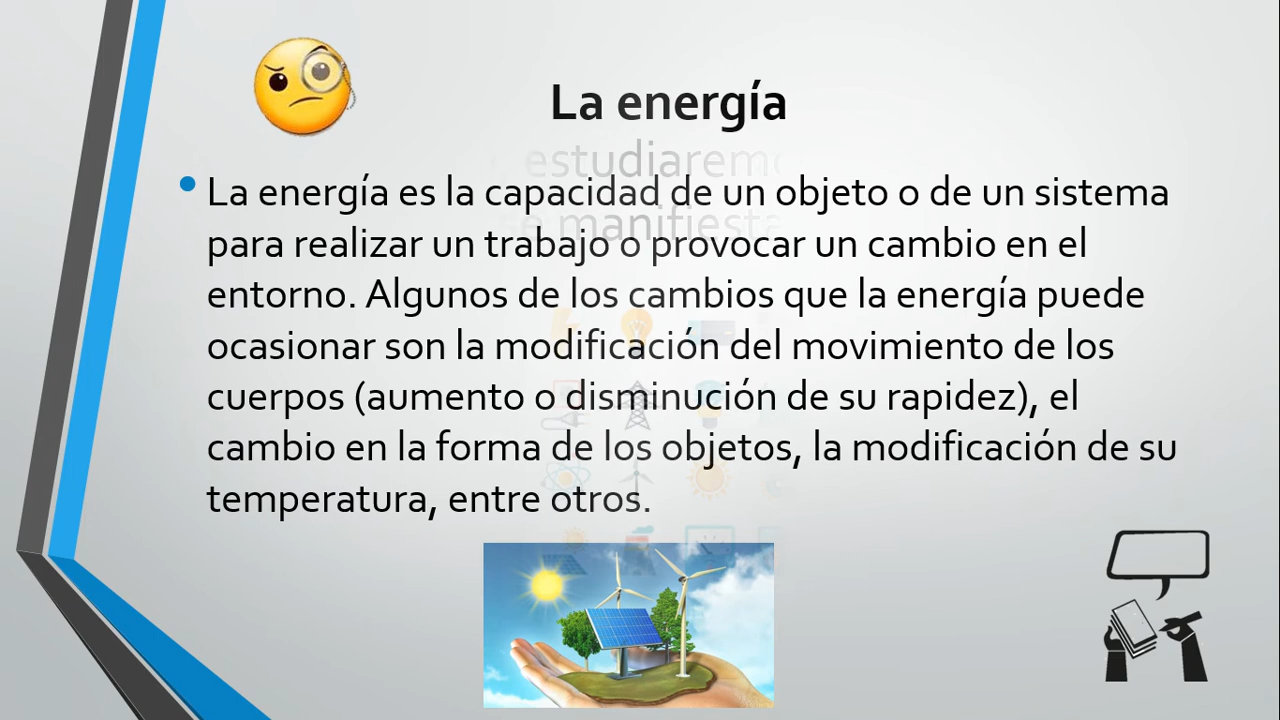 La energía
estudiaremo
se manifiesta
La energía es la capacidad de un objeto o de un sistema
para realizar un trabajo o provocar un cambio en el
entorno. Algunos de los cambios que la energía puede
ocasionar son la modificación del movimiento de los
cuerpos (aumento o disminución de su rapidez), el
cambio en la forma de los objetos, la modificación de su
temperatura, entre otros.